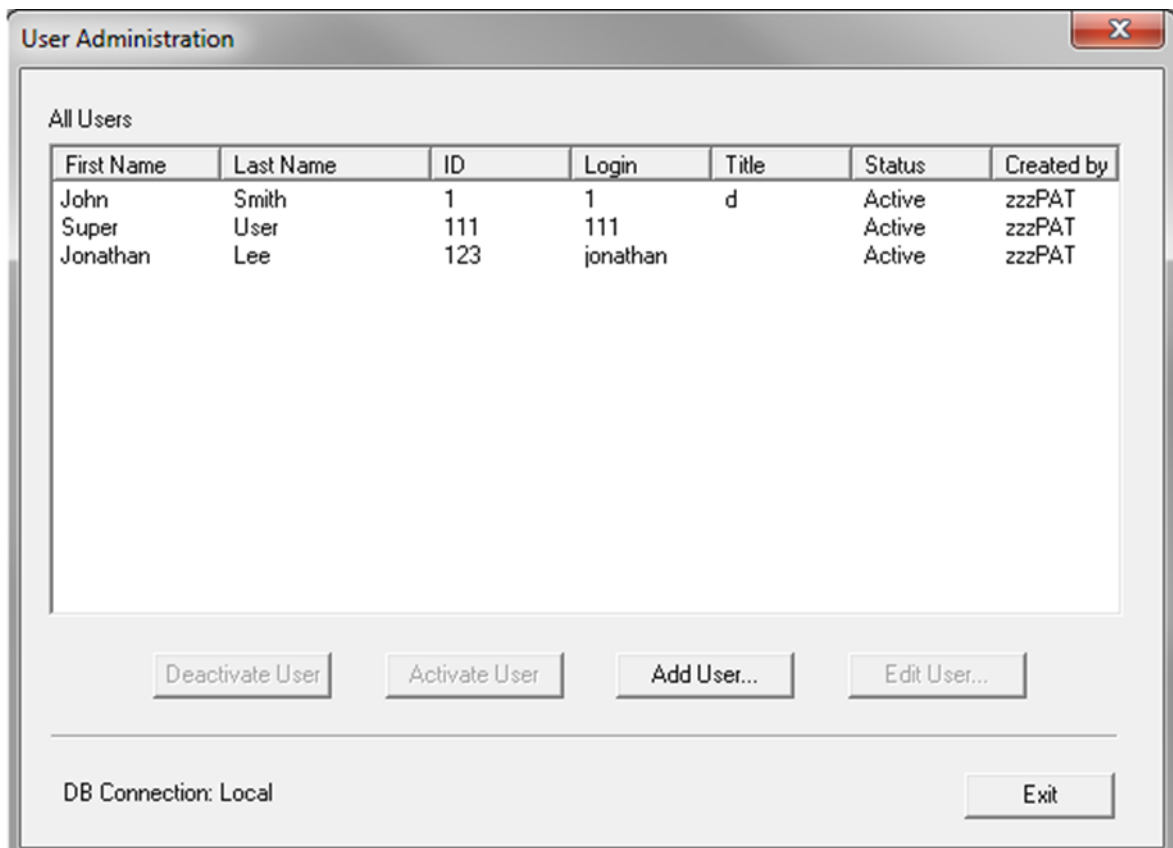 User Administration
All Users
First Name Last Name ID Login Title Status Created by
John Smith 1 1 d Active zzzPAT
Super User 111 111 Active zzzPAT
Jonathan Lee 123 jonathan Active zzzPAT
Deactivate User Activate User Add User... Edit User...
DB Connection: Local Exit